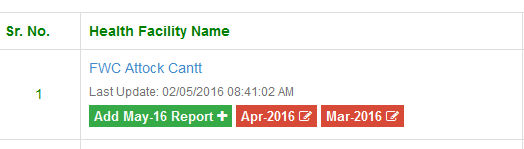 Sr. No. Health Facility Name
FWC Attock Cantt
Last Update: 02/05/2016 08:41:02 AM
1
Add May-16 Report + Apr-2016 Mar-2016